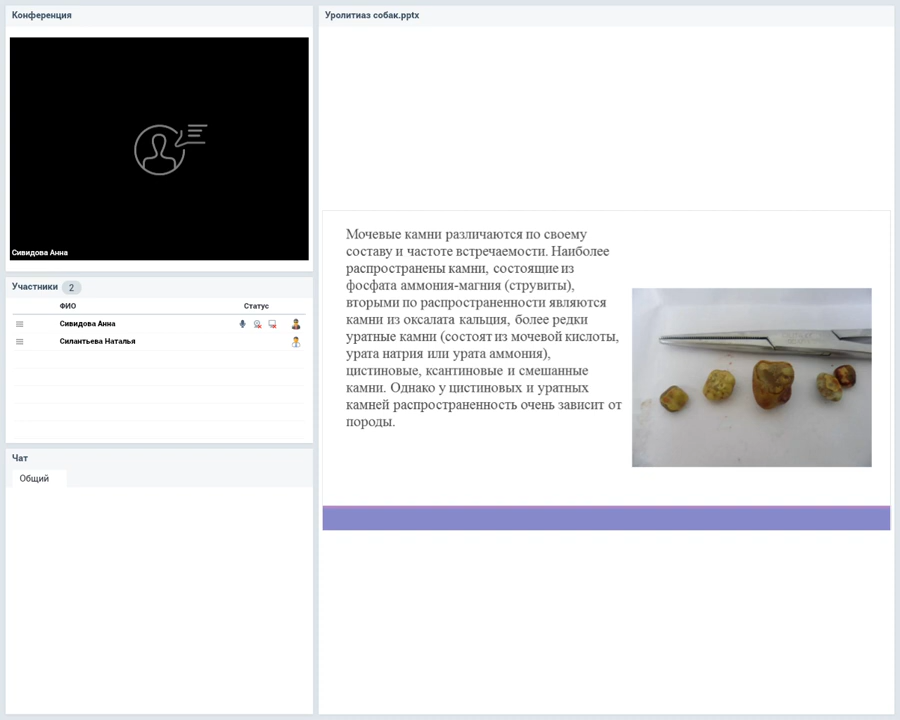 Конференция
Сивидова Анна
Участники 2
ФИО Статус
Сивидова Анна
Силантьева Наталья
Чат
Общий
Уролитиаз собак.pptx
Мочевые камни различаются по своему
составу и частоте встречаемости. Наиболее
распространены камни, состоящие из
фосфата аммония-магния (струвиты),
вторыми по распространенности являются
камни из оксалата кальция, более редки
уратные камни (состоят из мочевой кислоты,
урата натрия или урата аммония),
цистиновые, ксантиновые и смешанные
камни. Однако у цистиновых и уратных
камней распространенность очень зависит от
породы.